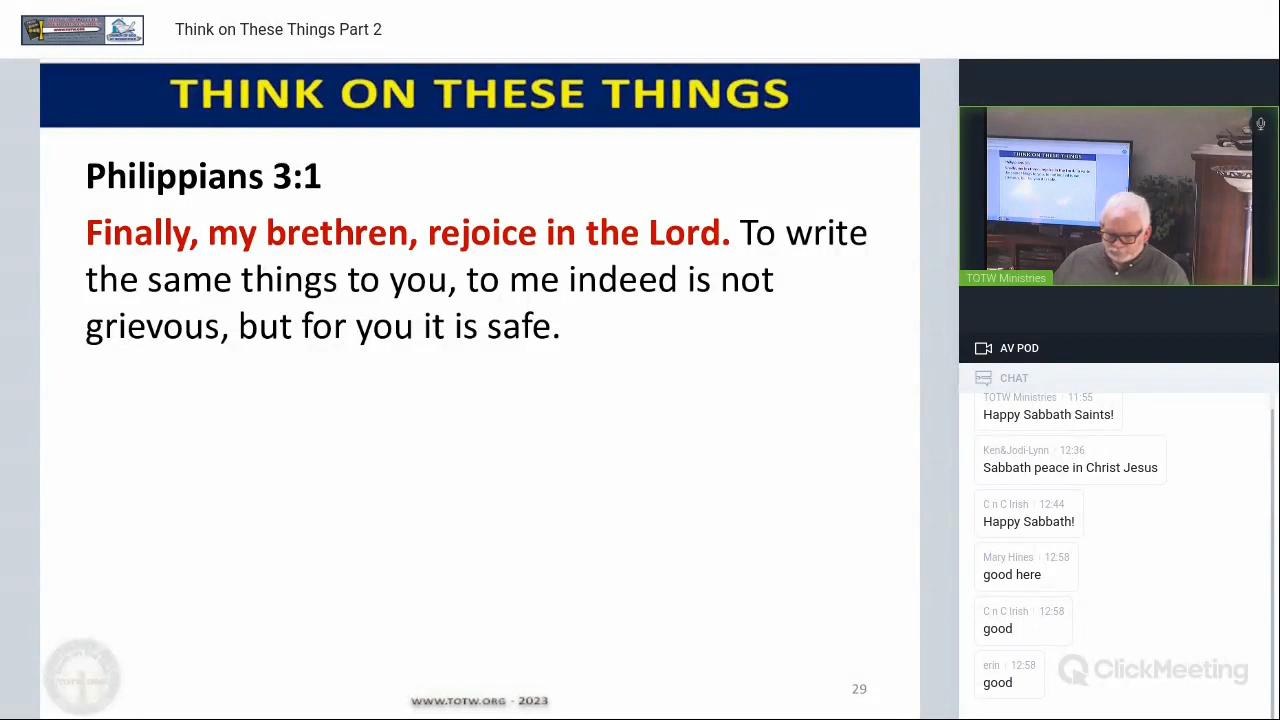 Think on These Things Part 2
THINK ON THESE THINGS
Philippians 3:1
Finally, my brethren, rejoice in the Lord. To write
the same things to you, to me indeed is not
grievous, but for you it is safe.
WWW.TOTW.ORG - 2023
29
THINK ON THESE THINGS
TOTW Ministries
AV POD
CHAT
TOTW Ministries 11:55
Happy Sabbath Saints!
Ken&Jodi-Lynn 12:36
Sabbath peace in Christ Jesus
C n C Irish 12:44
Happy Sabbath!
Mary Hines 12:58
good here
C n C Irish 12:58
good
erin 12:58
good
ClickMeeting